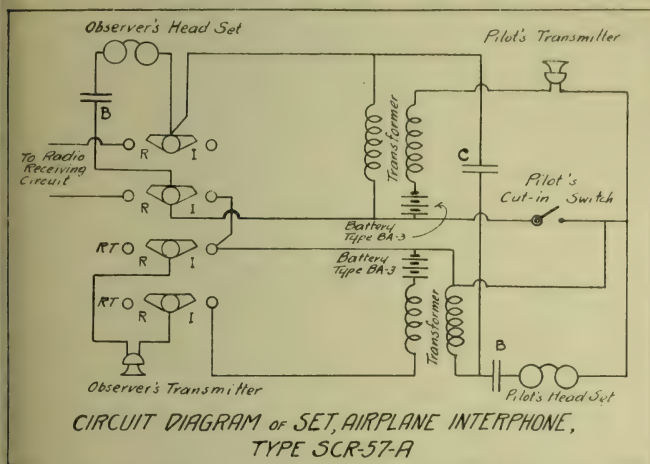 Observer's Head Set
Pilot's Transmitter
B
R I
To Radio
Receiving
Circuit
Transformer
C
Pilot's
Cut-in Switch
R I
Battery
Type BA-3
RT R I
Battery
Type BA-3
RT R I
Transformer
B
Observer's Transmitter
Pilot's Head Set
CIRCUIT DIAGRAM OF SET, AIRPLANE INTERPHONE,
TYPE SCR-57-A